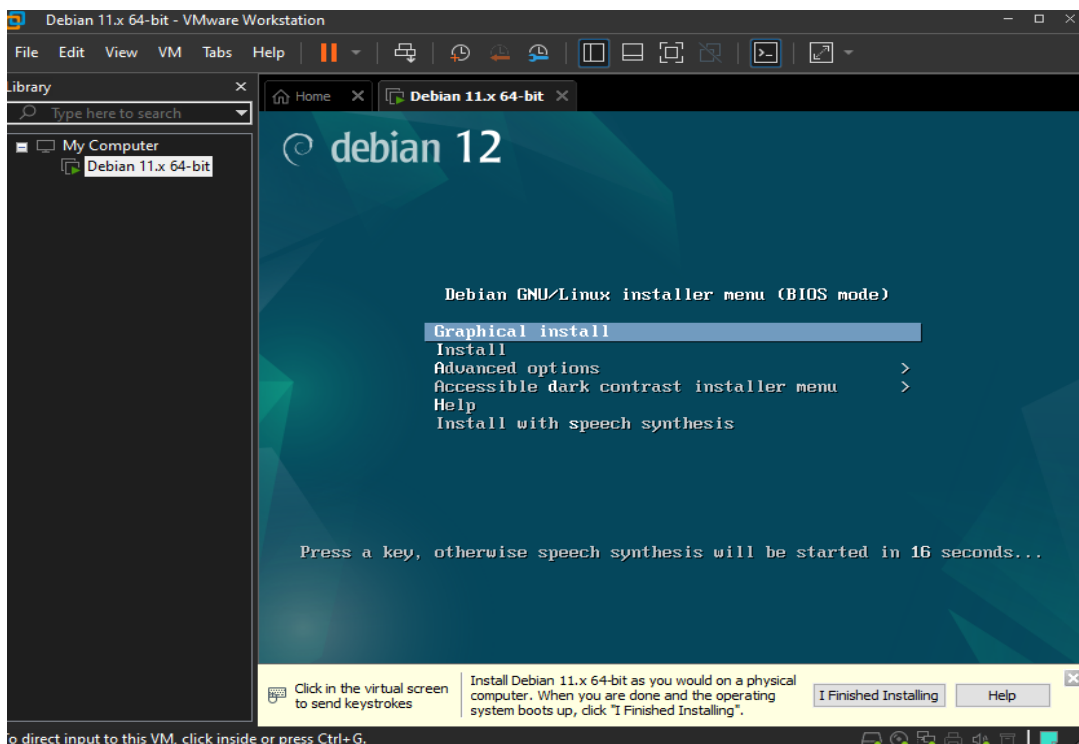 Debian 11.x 64-bit - VMware Workstation
File Edit View VM Tabs Help
Library
Type here to search
My Computer
Debian 11.x 64-bit
Home
Debian 11.x 64-bit
debian 12
Debian GNU/Linux installer menu (BIOS mode)
Graphical install
Install
Advanced options >
Accessible dark contrast installer menu >
Help
Install with speech synthesis
Press a key, otherwise speech synthesis will be started in 16 seconds...
Click in the virtual screen
to send keystrokes
Install Debian 11.x 64-bit as you would on a physical
computer. When you are done and the operating
system boots up, click "I Finished Installing".
I Finished Installing
Help
To direct input to this VM, click inside or press Ctrl+G.